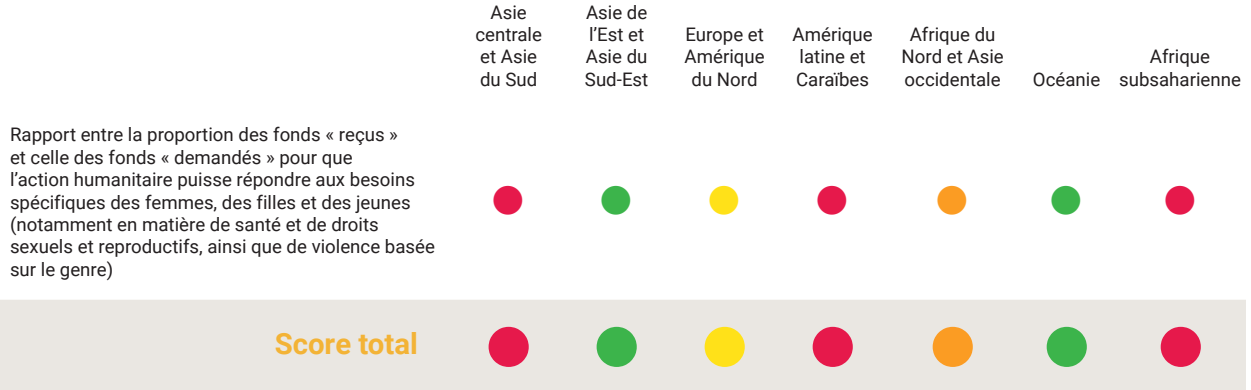 Asie
centrale
et Asie
du Sud
Asie de
l’Est et
Asie du
Sud-Est
Europe et
Amérique
du Nord
Amérique
latine et
Caraïbes
Afrique du
Nord et Asie
occidentale
Océanie
Afrique
subsaharienne
Rapport entre la proportion des fonds « reçus »
et celle des fonds « demandés » pour que
l’action humanitaire puisse répondre aux besoins
spécifiques des femmes, des filles et des jeunes
(notamment en matière de santé et de droits
sexuels et reproductifs, ainsi que de violence basée
sur le genre)
Score total